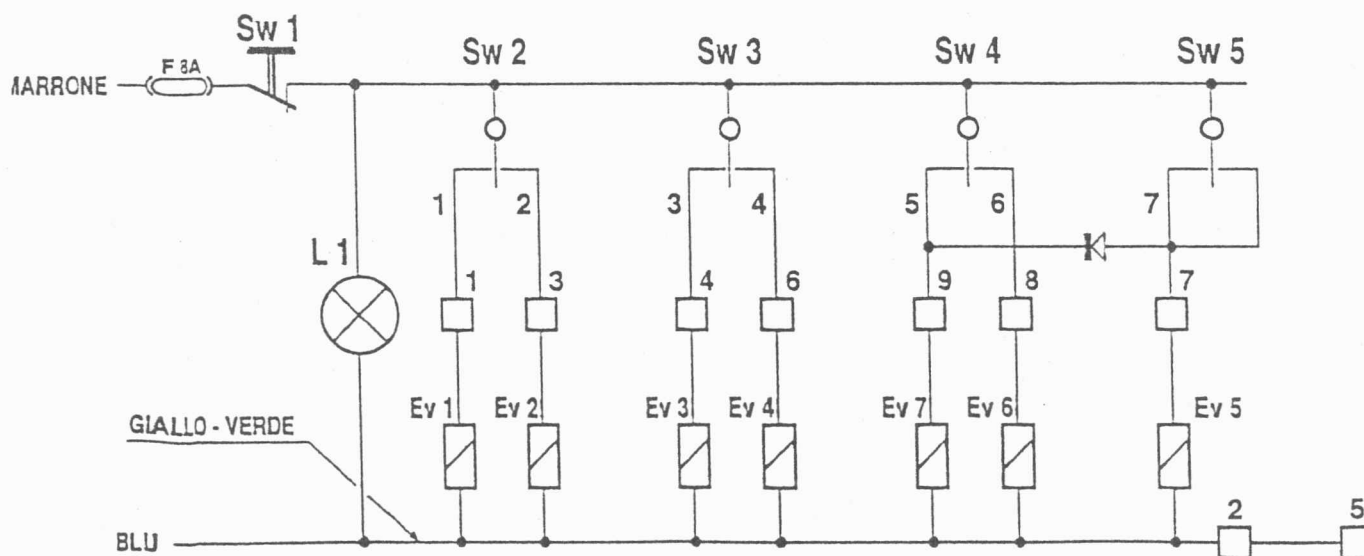 Sw 1
Sw 2 Sw 3 Sw 4 Sw 5
F 8A
MARRONE
1 2 3 4 5 6 7
L 1
1 3 4 6 9 8 7
Ev 1 Ev 2 Ev 3 Ev 4 Ev 7 Ev 6 Ev 5
GIALLO - VERDE
2 5
BLU